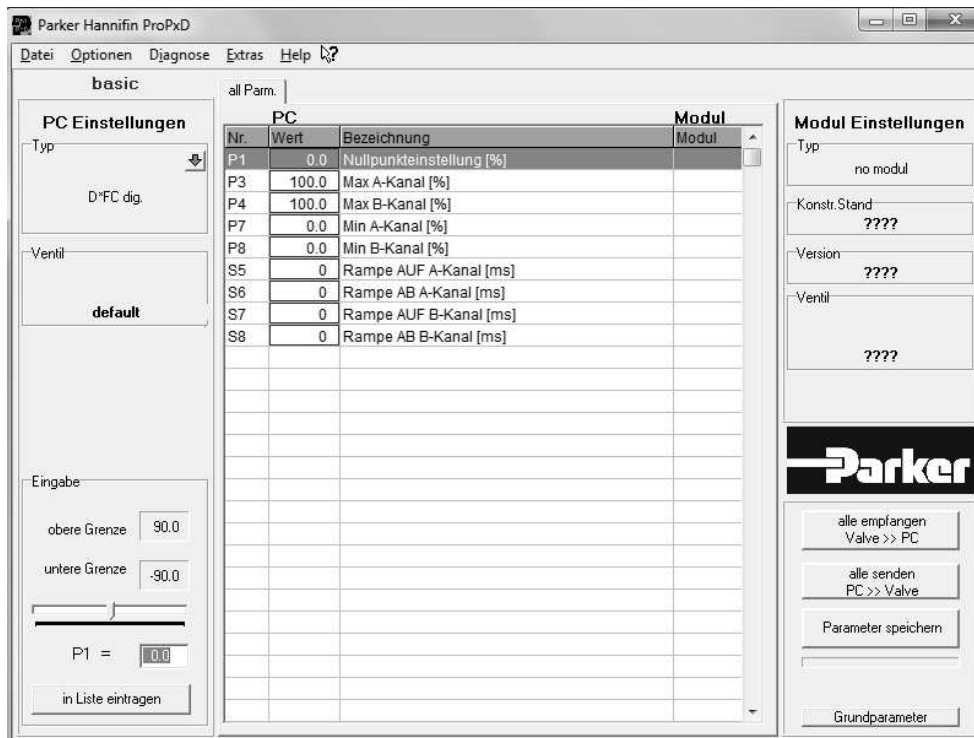 Parker Hannifin ProPxD
Datei Optionen Diagnose Extras Help
basic
PC Einstellungen
Typ
D*FC dig.
Ventil
default
Eingabe
obere Grenze 90.0
untere Grenze -90.0
P1 = 0.0
in Liste eintragen
all Parm.
PC Modul
Nr. Wert Bezeichnung Modul
P1 0.0 Nullpunkteinstellung [%]
P3 100.0 Max A-Kanal [%]
P4 100.0 Max B-Kanal [%]
P7 0.0 Min A-Kanal [%]
P8 0.0 Min B-Kanal [%]
S5 0 Rampe AUF A-Kanal [ms]
S6 0 Rampe AB A-Kanal [ms]
S7 0 Rampe AUF B-Kanal [ms]
S8 0 Rampe AB B-Kanal [ms]
Modul Einstellungen
Typ
no modul
Konstr.Stand
????
Version
????
Ventil
????
Parker
alle empfangen
Valve >> PC
alle senden
PC >> Valve
Parameter speichern
Grundparameter